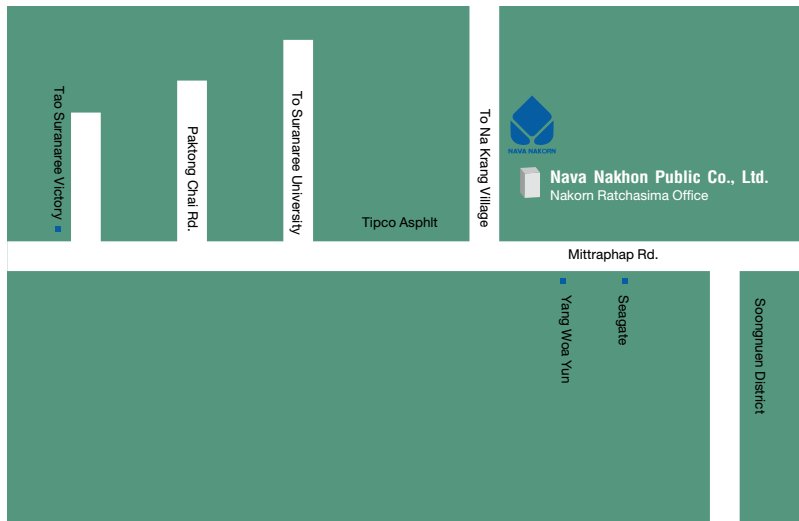 Tao Suranaree Victory
Paktong Chai Rd.
To Suranaree University
Tipco Asphlt
To Na Krang Village
NAVA NAKORN
Nava Nakhon Public Co., Ltd.
Nakorn Ratchasima Office
Mittraphap Rd.
Yang Woa Yun
Seagate
Soongnuen District